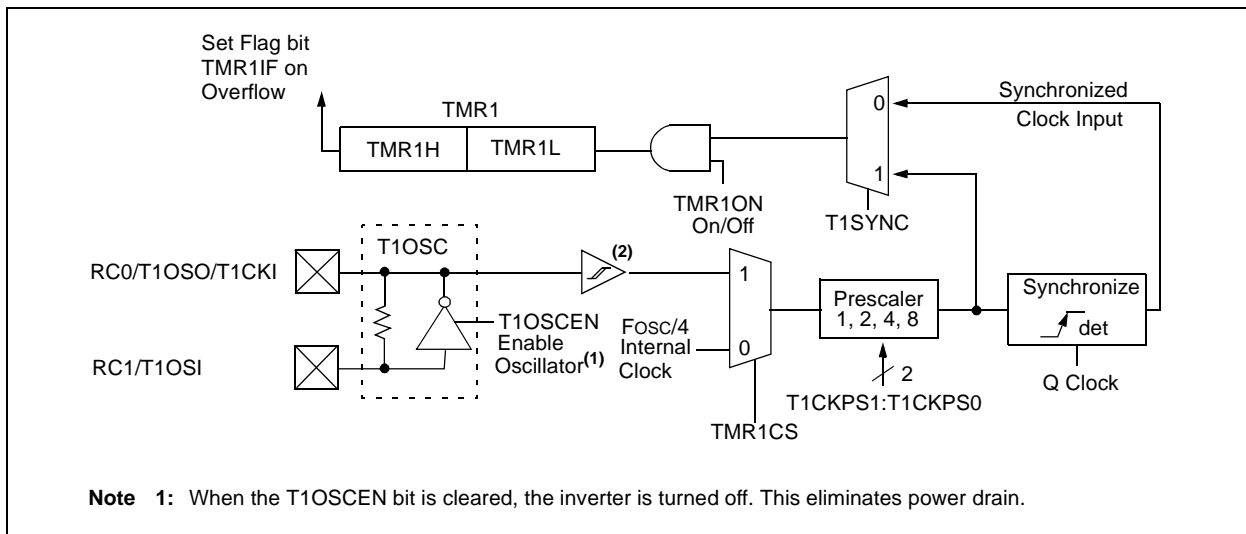 Set Flag bit
TMR1IF on
Overflow
TMR1
TMR1H
TMR1L
TMR1ON
On/Off
0
1
T1SYNC
Synchronized
Clock Input
RC0/T1OSO/T1CKI
RC1/T1OSI
T1OSC
T1OSCEN
Enable
Oscillator(1)
(2)
FOSC/4
Internal
Clock
1
0
TMR1CS
Prescaler
1, 2, 4, 8
2
T1CKPS1:T1CKPS0
Synchronize
det
Q Clock
Note 1: When the T1OSCEN bit is cleared, the inverter is turned off. This eliminates power drain.